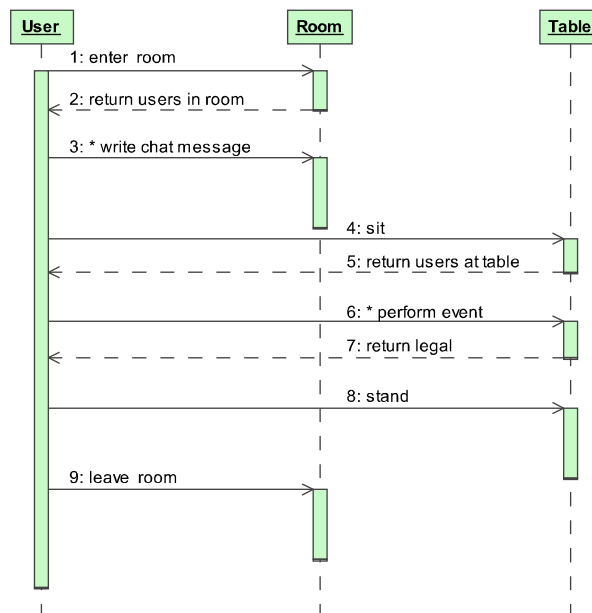 User
Room
Table
1: enter room
2: return users in room
3: * write chat message
4: sit
5: return users at table
6: * perform event
7: return legal
8: stand
9: leave room